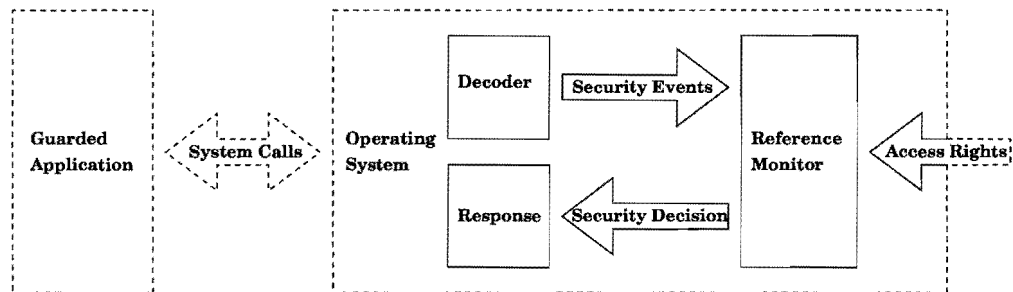 Guarded
Application
System Calls
Operating
System
Decoder
Response
Security Events
Security Decision
Reference
Monitor
Access Rights